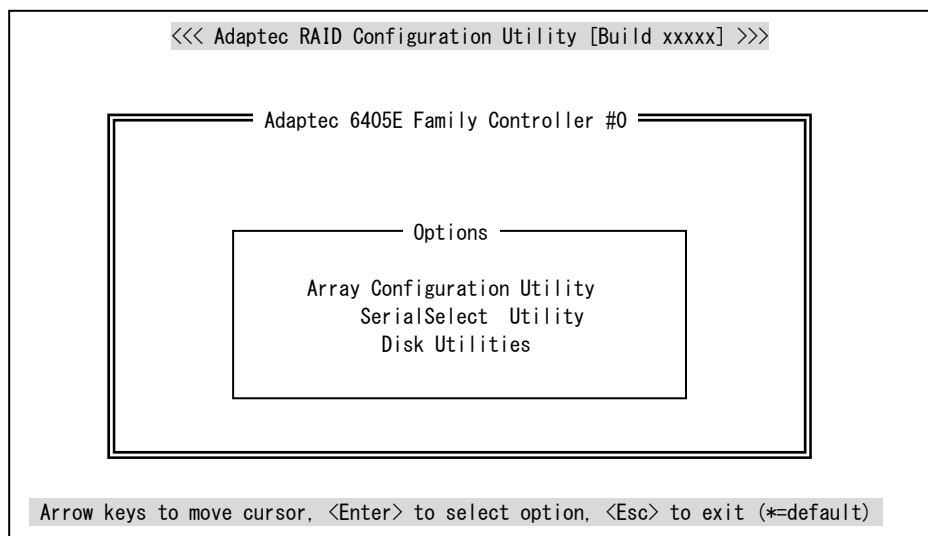 <<< Adaptec RAID Configuration Utility [Build xxxxx] >>>
Adaptec 6405E Family Controller #0
Options
Array Configuration Utility
SerialSelect Utility
Disk Utilities
Arrow keys to move cursor, <Enter> to select option, <Esc> to exit (*=default)